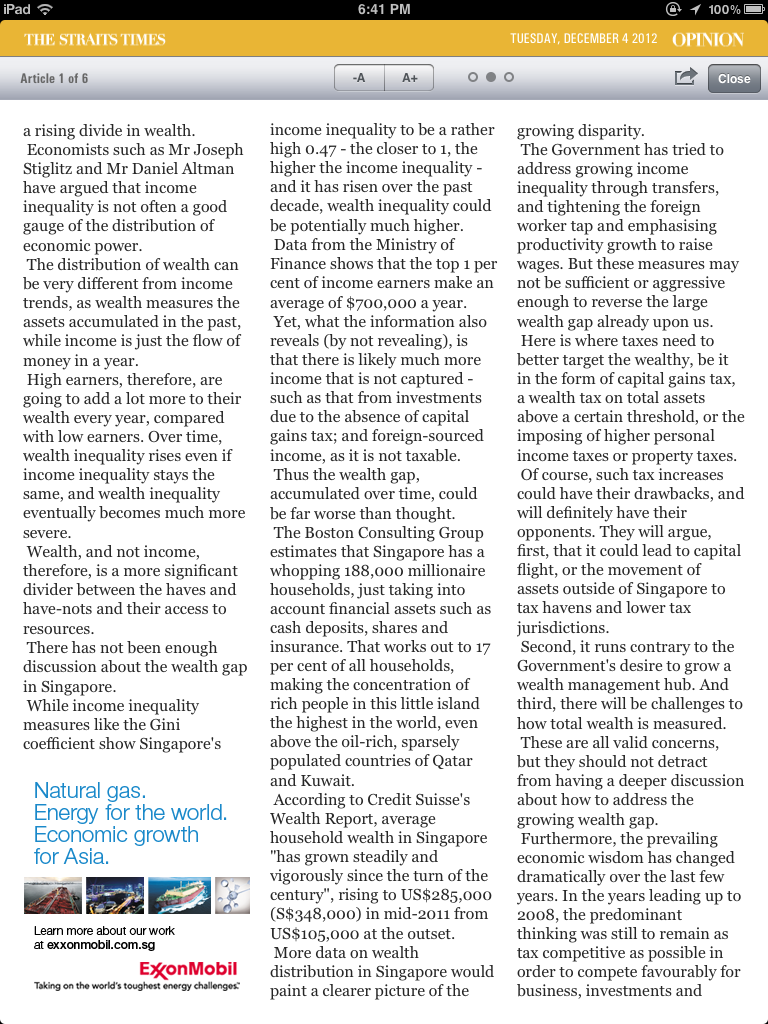 iPad
6:41 PM
100%
THE STRAITS TIMES
TUESDAY, DECEMBER 4 2012
OPINION
Article 1 of 6
-A
A+
Close
a rising divide in wealth.
Economists such as Mr Joseph
Stiglitz and Mr Daniel Altman
have argued that income
inequality is not often a good
gauge of the distribution of
economic power.
The distribution of wealth can
be very different from income
trends, as wealth measures the
assets accumulated in the past,
while income is just the flow of
money in a year.
High earners, therefore, are
going to add a lot more to their
wealth every year, compared
with low earners. Over time,
wealth inequality rises even if
income inequality stays the
same, and wealth inequality
eventually becomes much more
severe.
Wealth, and not income,
therefore, is a more significant
divider between the haves and
have-nots and their access to
resources.
There has not been enough
discussion about the wealth gap
in Singapore.
While income inequality
measures like the Gini
coefficient show Singapore's
income inequality to be a rather
high 0.47 - the closer to 1, the
higher the income inequality -
and it has risen over the past
decade, wealth inequality could
be potentially much higher.
Data from the Ministry of
Finance shows that the top 1 per
cent of income earners make an
average of $700,000 a year.
Yet, what the information also
reveals (by not revealing), is
that there is likely much more
income that is not captured -
such as that from investments
due to the absence of capital
gains tax; and foreign-sourced
income, as it is not taxable.
Thus the wealth gap,
accumulated over time, could
be far worse than thought.
The Boston Consulting Group
estimates that Singapore has a
whopping 188,000 millionaire
households, just taking into
account financial assets such as
cash deposits, shares and
insurance. That works out to 17
per cent of all households,
making the concentration of
rich people in this little island
the highest in the world, even
above the oil-rich, sparsely
populated countries of Qatar
and Kuwait.
According to Credit Suisse's
Wealth Report, average
household wealth in Singapore
"has grown steadily and
vigorously since the turn of the
century", rising to US$285,000
(S$348,000) in mid-2011 from
US$105,000 at the outset.
More data on wealth
distribution in Singapore would
paint a clearer picture of the
growing disparity.
The Government has tried to
address growing income
inequality through transfers,
and tightening the foreign
worker tap and emphasising
productivity growth to raise
wages. But these measures may
not be sufficient or aggressive
enough to reverse the large
wealth gap already upon us.
Here is where taxes need to
better target the wealthy, be it
in the form of capital gains tax,
a wealth tax on total assets
above a certain threshold, or the
imposing of higher personal
income taxes or property taxes.
Of course, such tax increases
could have their drawbacks, and
will definitely have their
opponents. They will argue,
first, that it could lead to capital
flight, or the movement of
assets outside of Singapore to
tax havens and lower tax
jurisdictions.
Second, it runs contrary to the
Government's desire to grow a
wealth management hub. And
third, there will be challenges to
how total wealth is measured.
These are all valid concerns,
but they should not detract
from having a deeper discussion
about how to address the
growing wealth gap.
Furthermore, the prevailing
economic wisdom has changed
dramatically over the last few
years. In the years leading up to
2008, the predominant
thinking was still to remain as
tax competitive as possible in
order to compete favourably for
business, investments and
Natural gas.
Energy for the world.
Economic growth
for Asia.
Learn more about our work
at exxonmobil.com.sg
ExxonMobil
Taking on the world's toughest energy challenges.™